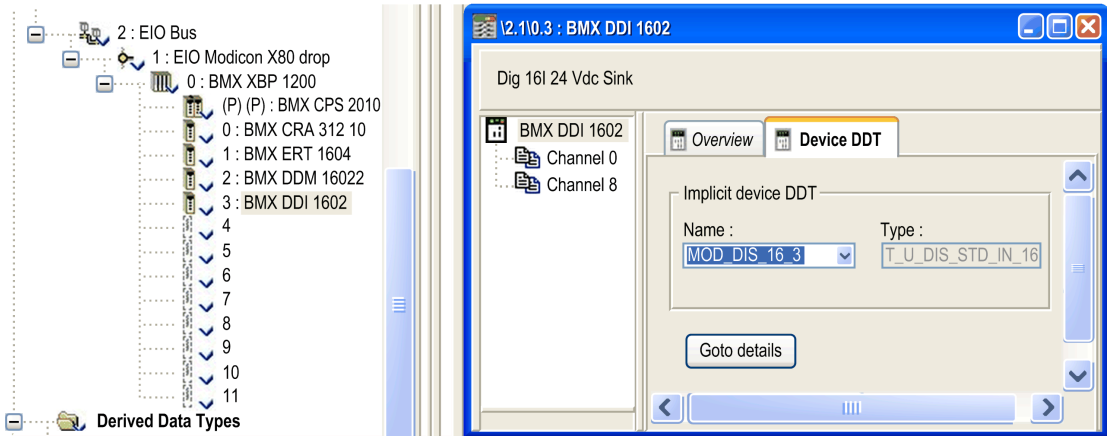 2 : EIO Bus
1 : EIO Modicon X80 drop
0 : BMX XBP 1200
(P) (P) : BMX CPS 2010
0 : BMX CRA 312 10
1 : BMX ERT 1604
2 : BMX DDM 16022
3 : BMX DDI 1602
4
5
6
7
8
9
10
11
Derived Data Types
\2.1\0.3 : BMX DDI 1602
Dig 16I 24 Vdc Sink
BMX DDI 1602
Channel 0
Channel 8
Overview Device DDT
Implicit device DDT
Name : Type :
MOD_DIS_16_3 T_U_DIS_STD_IN_16
Goto details